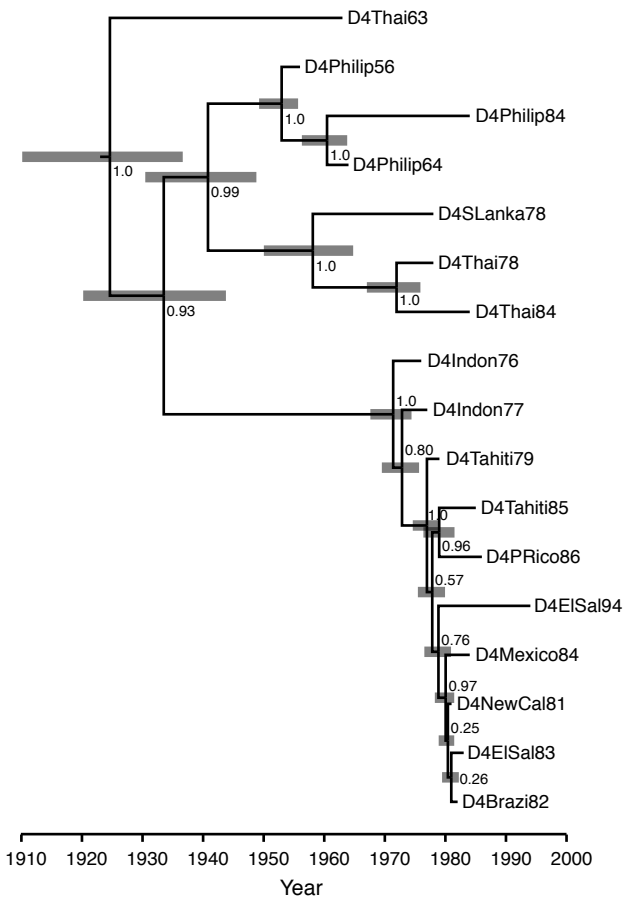 D4Thai63
D4Philip56
1.0
D4Philip84
1.0
D4Philip64
1.0
0.99
D4SLanka78
1.0
D4Thai78
1.0
D4Thai84
0.93
D4Indon76
1.0
D4Indon77
0.80
D4Tahiti79
D4Tahiti85
1.0
0.96
D4PRico86
0.57
D4ElSal94
0.76
D4Mexico84
0.97
D4NewCal81
0.25
D4ElSal83
0.26
D4Brazi82
1910 1920 1930 1940 1950 1960 1970 1980 1990 2000
Year